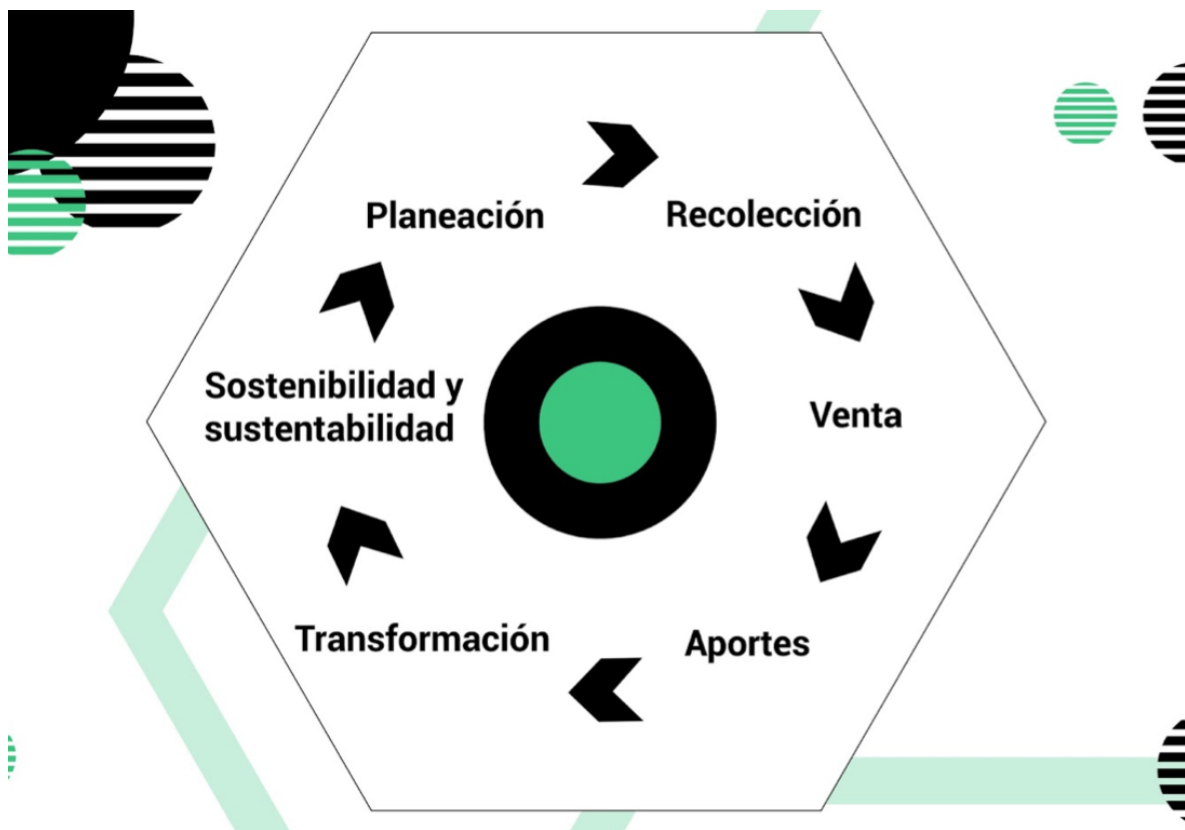 Planeación
Recolección
Sostenibilidad y
sustentabilidad
Venta
Transformación
Aportes